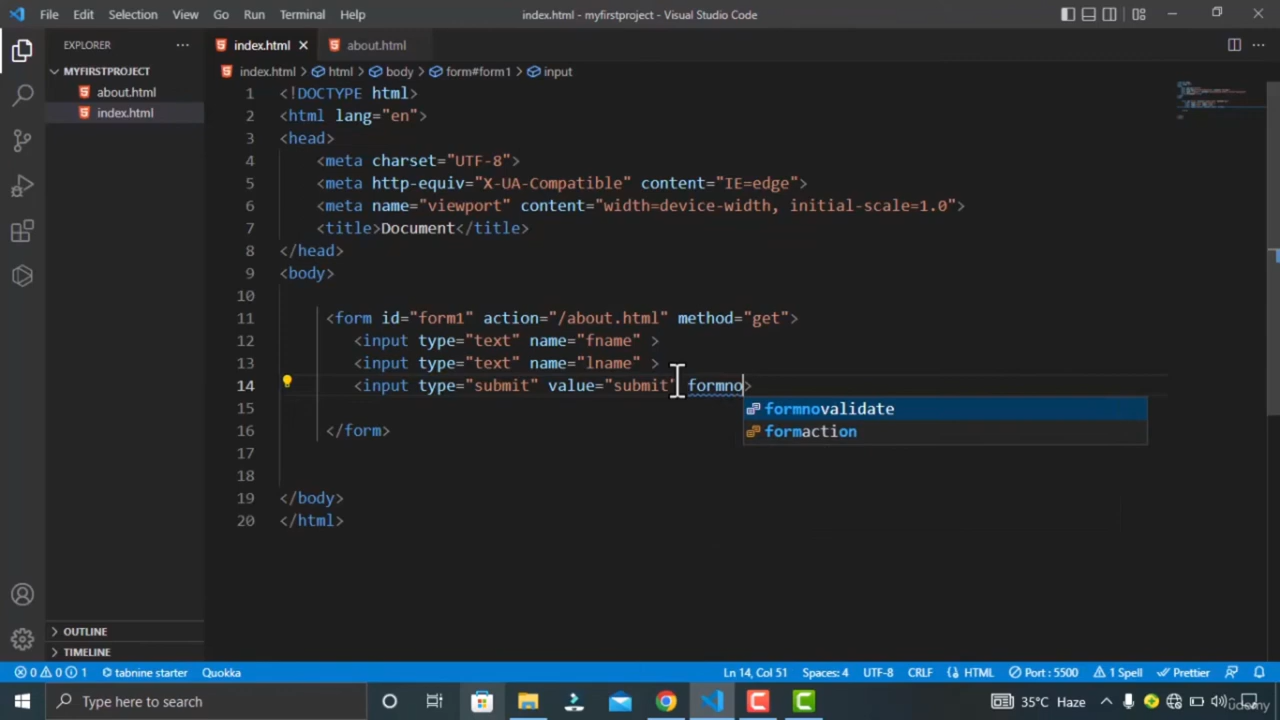 File Edit Selection View Go Run Terminal Help index.html - myfirstproject - Visual Studio Code
EXPLORER
index.html about.html
MYFIRSTPROJECT
index.html > html > body > form#form1 > input
about.html
index.html
1 <!DOCTYPE html>
2 <html lang="en">
3 <head>
4 <meta charset="UTF-8">
5 <meta http-equiv="X-UA-Compatible" content="IE=edge">
6 <meta name="viewport" content="width=device-width, initial-scale=1.0">
7 <title>Document</title>
8 </head>
9 <body>
10
11 <form id="form1" action="/about.html" method="get">
12 <input type="text" name="fname" >
13 <input type="text" name="lname" >
14 <input type="submit" value="submit" formno>
15
formnovalidate
formaction
16 </form>
17
18
19 </body>
20 </html>
OUTLINE
TIMELINE
0 0 1 tabnine starter Quokka Ln 14, Col 51 Spaces: 4 UTF-8 CRLF HTML Port : 5500 1 Spell Prettier
Type here to search 35°C Haze
Udemy